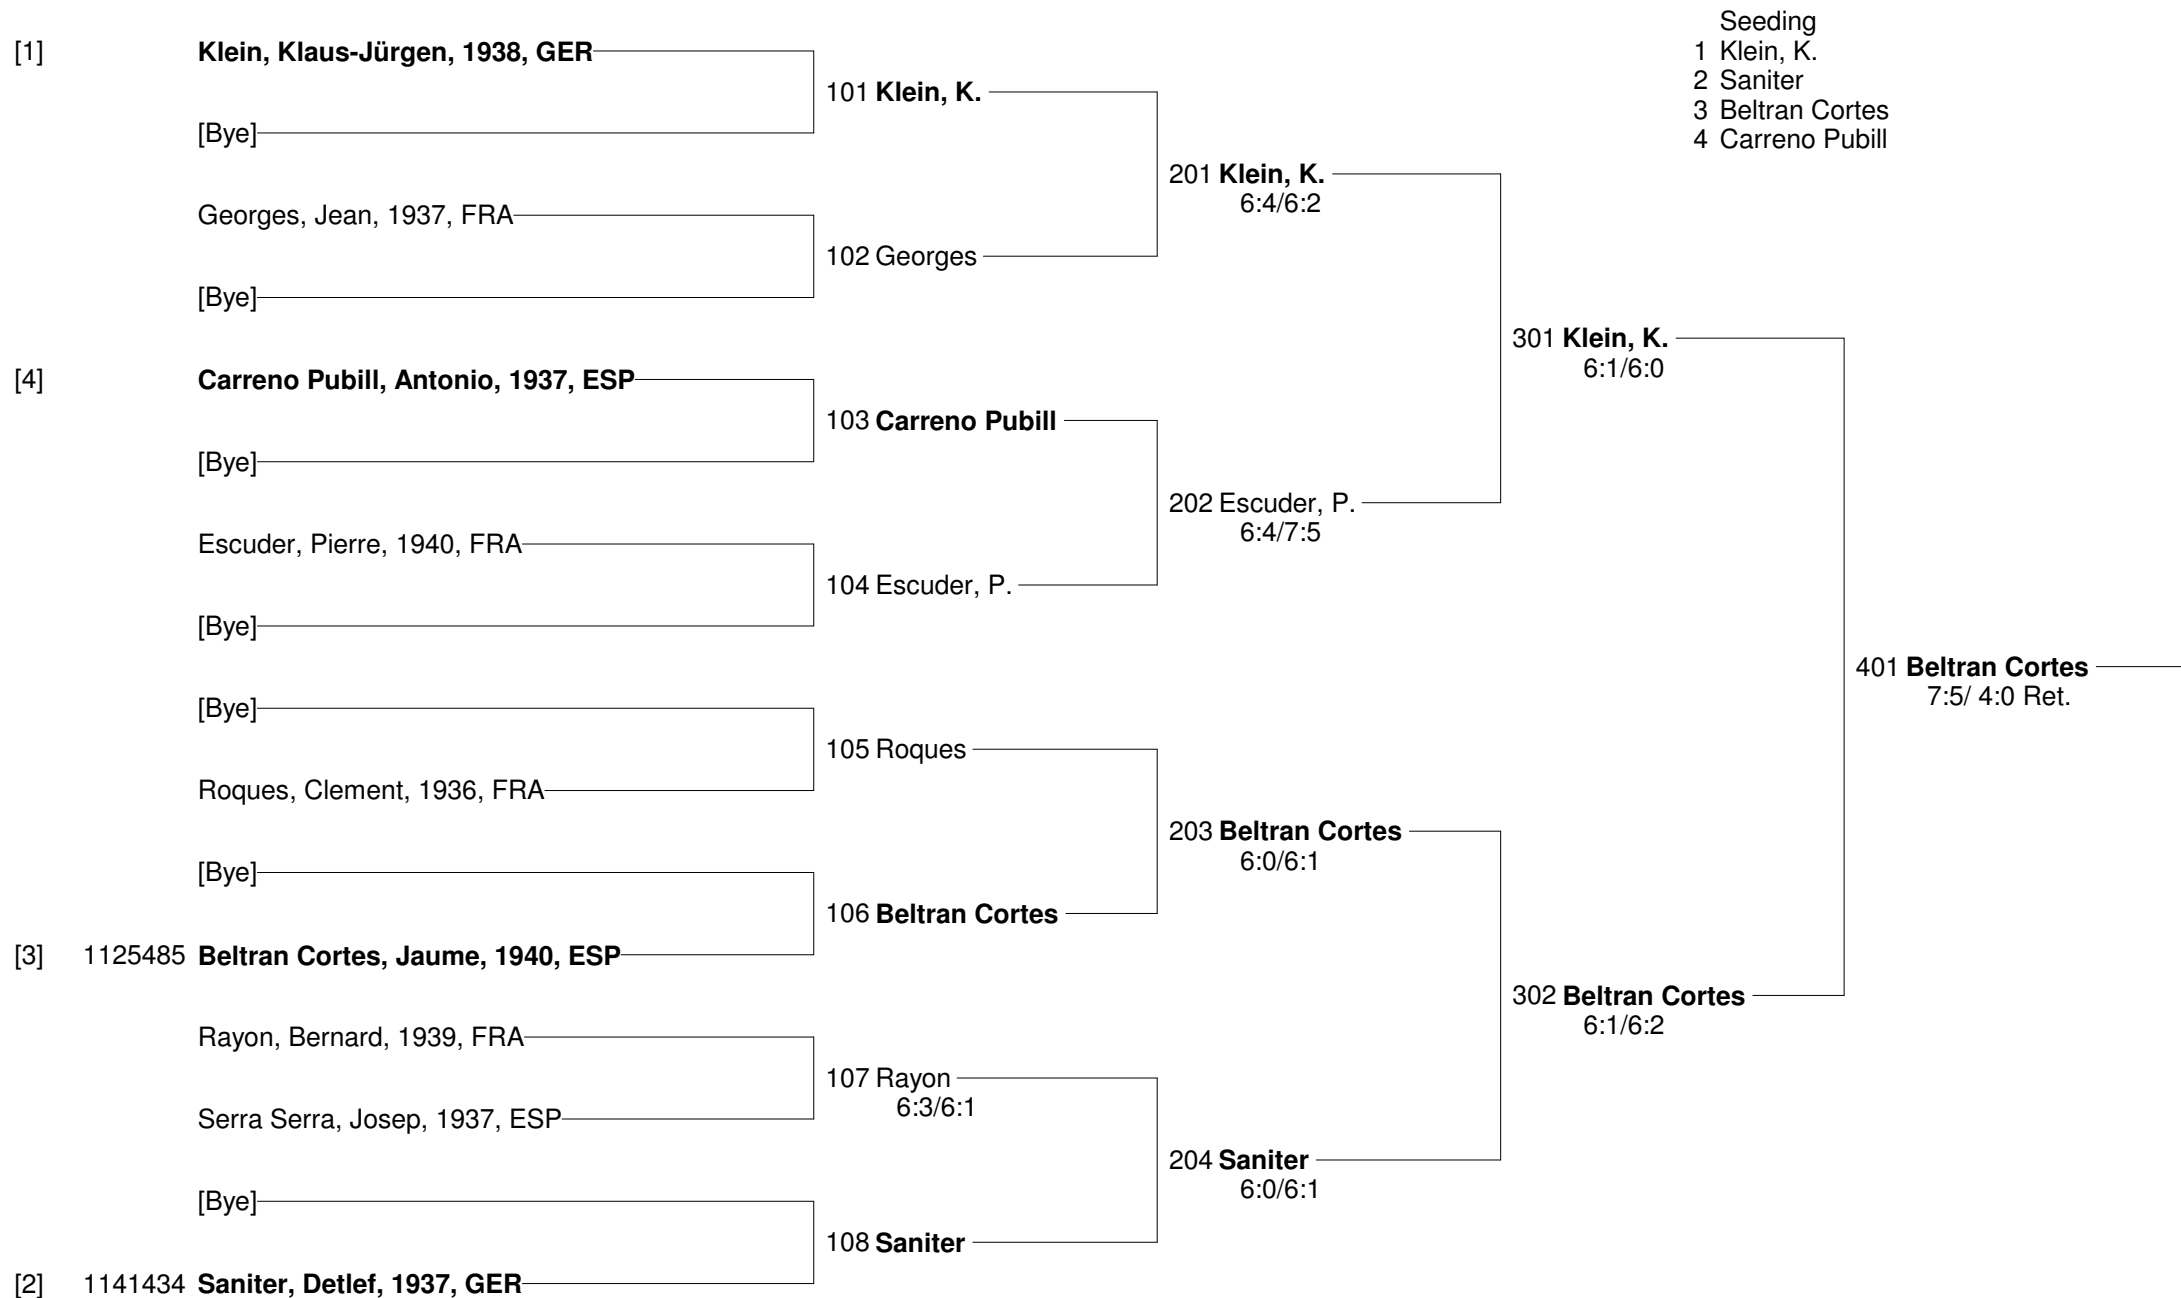 Seeding
1 Klein, K.
2 Saniter
3 Beltran Cortes
4 Carreno Pubill
[1] Klein, Klaus-Jürgen, 1938, GER
[Bye]
Georges, Jean, 1937, FRA
[Bye]
[4] Carreno Pubill, Antonio, 1937, ESP
[Bye]
Escuder, Pierre, 1940, FRA
[Bye]
[Bye]
Roques, Clement, 1936, FRA
[Bye]
[3] 1125485 Beltran Cortes, Jaume, 1940, ESP
Rayon, Bernard, 1939, FRA
Serra Serra, Josep, 1937, ESP
[Bye]
[2] 1141434 Saniter, Detlef, 1937, GER
101 Klein, K.
102 Georges
103 Carreno Pubill
104 Escuder, P.
105 Roques
106 Beltran Cortes
107 Rayon
6:3/6:1
108 Saniter
201 Klein, K.
6:4/6:2
202 Escuder, P.
6:4/7:5
203 Beltran Cortes
6:0/6:1
204 Saniter
6:0/6:1
301 Klein, K.
6:1/6:0
302 Beltran Cortes
6:1/6:2
401 Beltran Cortes
7:5/ 4:0 Ret.